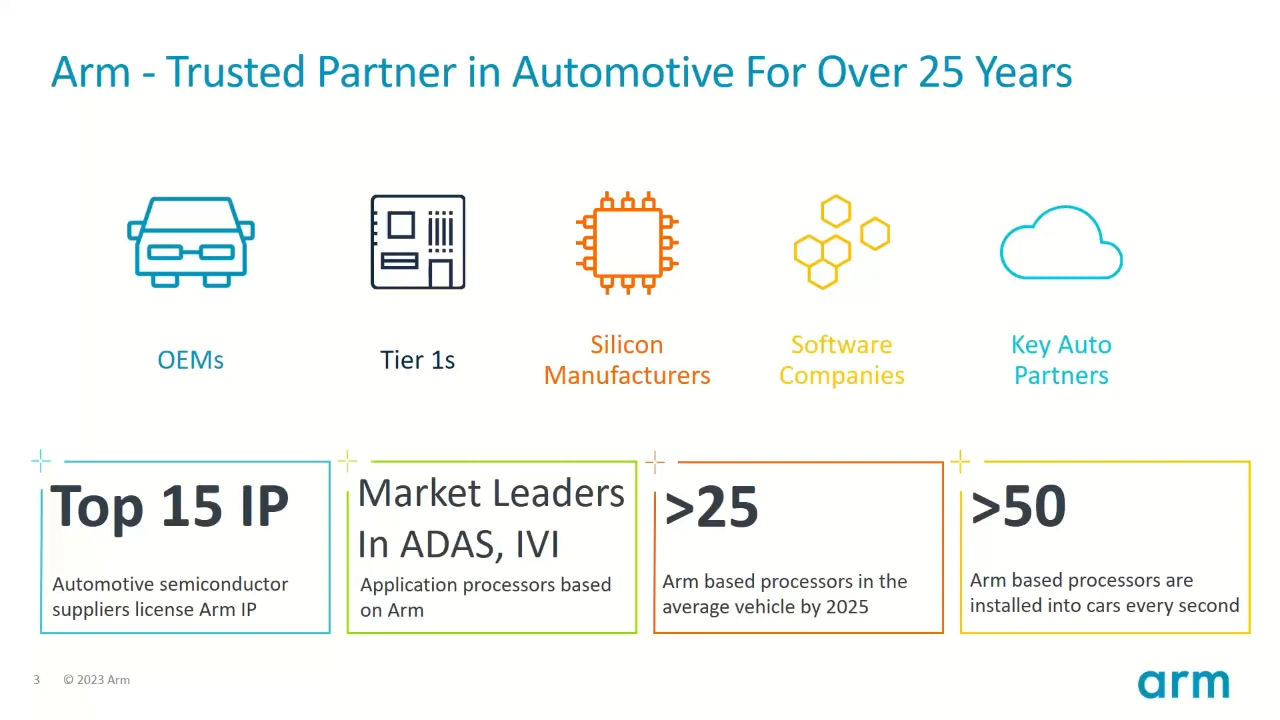 Arm - Trusted Partner in Automotive For Over 25 Years
OEMs
Tier 1s
Silicon
Manufacturers
Software
Companies
Key Auto
Partners
Top 15 IP
Automotive semiconductor
suppliers license Arm IP
Market Leaders
In ADAS, IVI
Application processors based
on Arm
>25
Arm based processors in the
average vehicle by 2025
>50
Arm based processors are
installed into cars every second
3 © 2023 Arm
arm